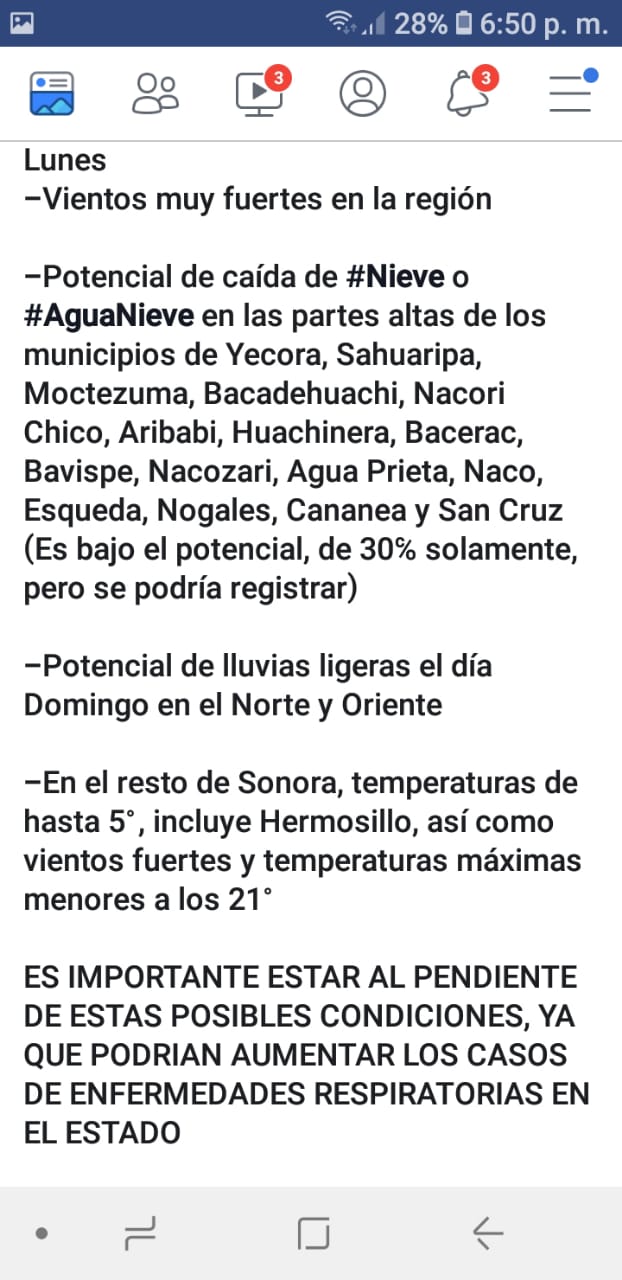 28% 6:50 p. m.
3
3
Lunes
-Vientos muy fuertes en la región
-Potencial de caída de #Nieve o
#AguaNieve en las partes altas de los
municipios de Yecora, Sahuaripa,
Moctezuma, Bacadehuachi, Nacori
Chico, Aribabi, Huachinera, Bacerac,
Bavispe, Nacozari, Agua Prieta, Naco,
Esqueda, Nogales, Cananea y San Cruz
(Es bajo el potencial, de 30% solamente,
pero se podría registrar)
-Potencial de lluvias ligeras el día
Domingo en el Norte y Oriente
-En el resto de Sonora, temperaturas de
hasta 5°, incluye Hermosillo, así como
vientos fuertes y temperaturas máximas
menores a los 21°
ES IMPORTANTE ESTAR AL PENDIENTE
DE ESTAS POSIBLES CONDICIONES, YA
QUE PODRIAN AUMENTAR LOS CASOS
DE ENFERMEDADES RESPIRATORIAS EN
EL ESTADO